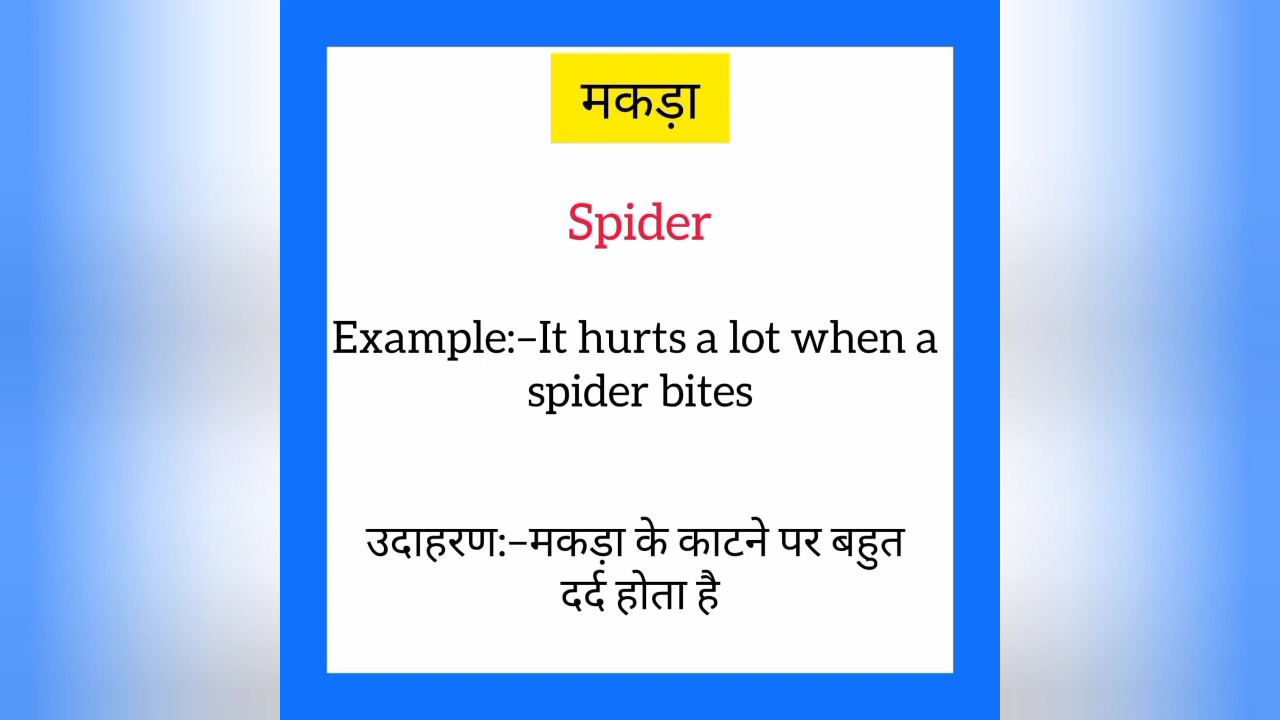 मकड़ा
Spider
Example:–It hurts a lot when a
spider bites
उदाहरण:–मकड़ा के काटने पर बहुत
दर्द होता है